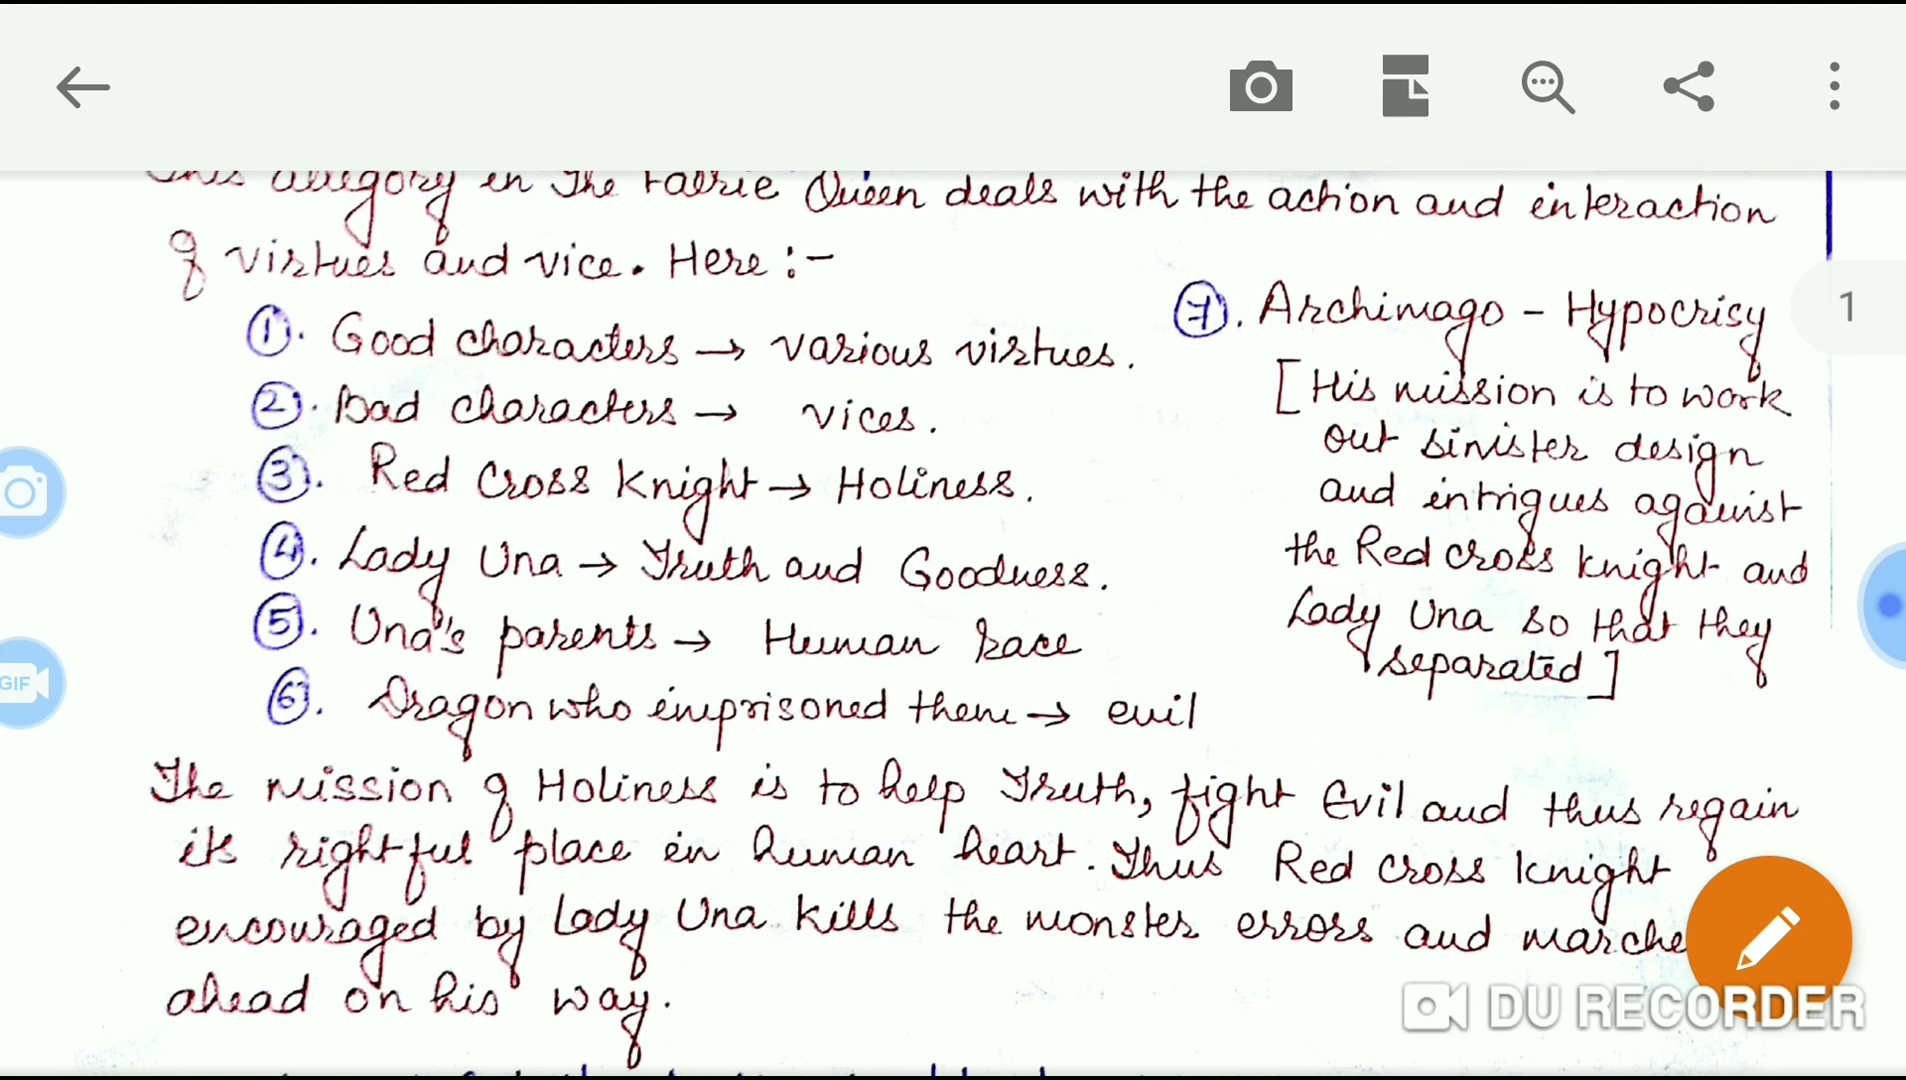 This allegory in The Fairie Queen deals with the action and interaction
of virtues and vice. Here :-
①. Good characters → various virtues.
②. Bad characters → vices.
③. Red Cross Knight → Holiness.
④. Lady Una → Truth and Goodness.
⑤. Una's parents → Human race
⑥. Dragon who imprisoned them → evil
⑦. Archimago - Hypocrisy
[His mission is to work
out sinister design
and intrigues against
the Red cross knight and
Lady Una so that they
separated]
1
The mission of Holiness is to help Truth, fight Evil and thus regain
its rightful place in human heart. Thus Red cross knight
encouraged by Lady Una kills the monster errors and marche
ahead on his way.
GIF
DU RECORDER